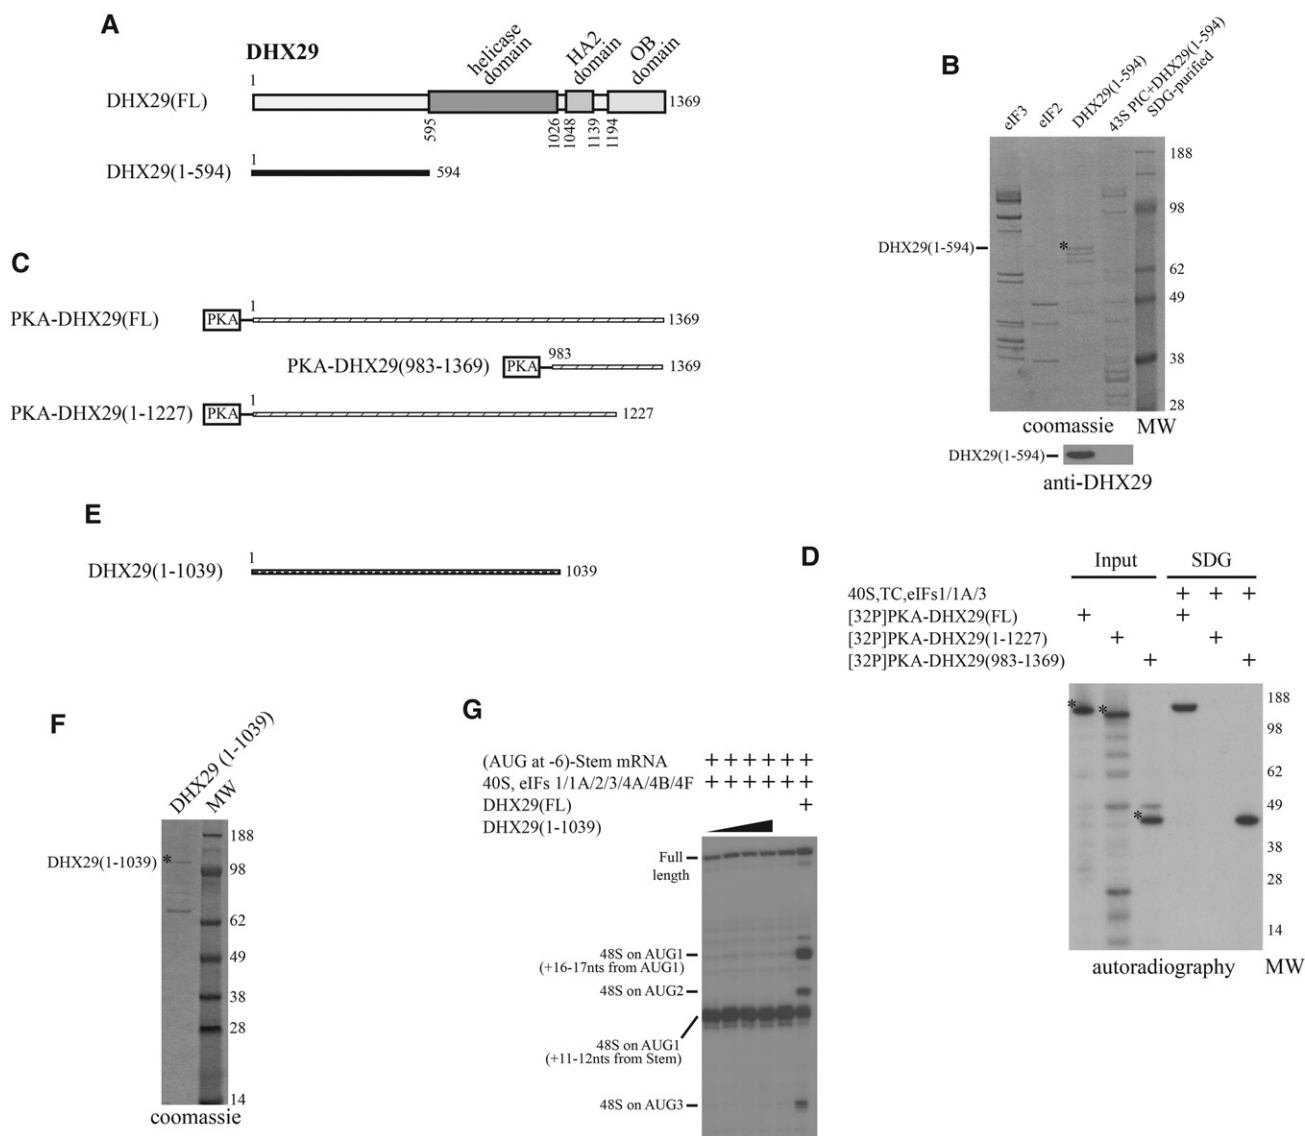 A
DHX29
helicase
domain
HA2
domain
OB
domain
1
DHX29(FL)
1369
595
1026
1048
1139
1194
1
DHX29(1-594)
594
B
eIF3
eIF2
DHX29(1-594)
43S PIC+DHX29(1-594)
SDG-purified
188
98
DHX29(1-594)
*
62
49
38
28
coomassie
MW
DHX29(1-594)
anti-DHX29
C
1
PKA-DHX29(FL)
PKA
1369
983
PKA-DHX29(983-1369)
PKA
1369
1
PKA-DHX29(1-1227)
PKA
1227
E
1
DHX29(1-1039)
1039
D
Input
SDG
40S,TC,eIFs1/1A/3
+ + +
[32P]PKA-DHX29(FL)
+ +
[32P]PKA-DHX29(1-1227)
+ +
[32P]PKA-DHX29(983-1369)
+ +
* * *
188
98
62
49
38
28
14
autoradiography
MW
F
DHX29 (1-1039)
MW
188
DHX29(1-1039)
*
98
62
49
38
28
14
coomassie
G
(AUG at -6)-Stem mRNA
+ + + + + +
40S, eIFs 1/1A/2/3/4A/4B/4F
+ + + + + +
DHX29(FL)
+
DHX29(1-1039)
Full
length
48S on AUG1
(+16-17nts from AUG1)
48S on AUG2
48S on AUG1
(+11-12nts from Stem)
48S on AUG3